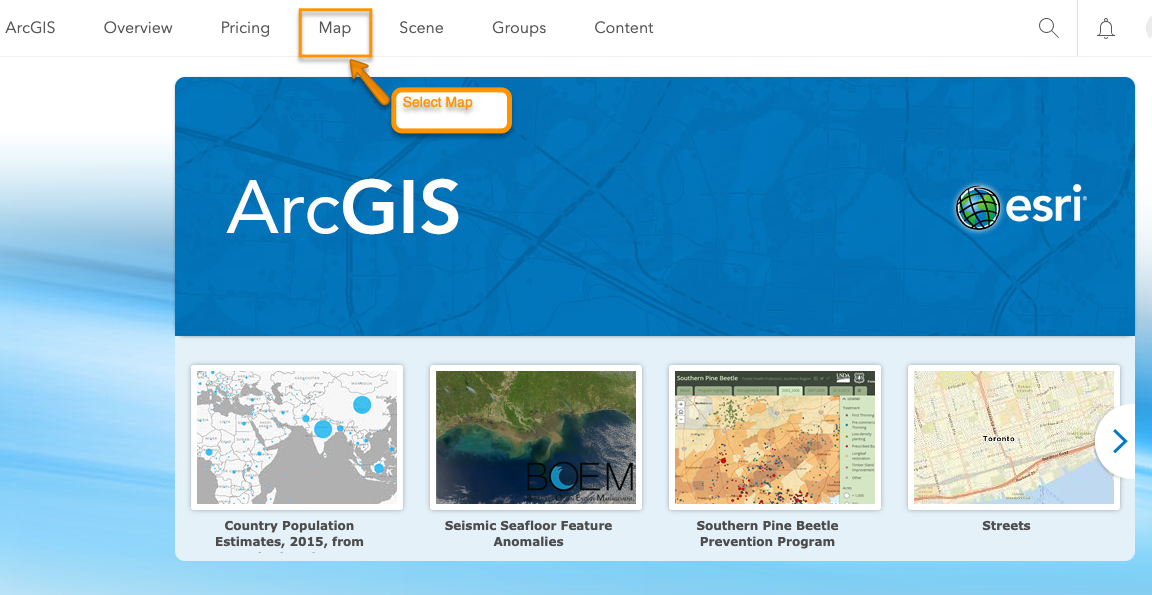 ArcGIS Overview Pricing Map Scene Groups Content
Select Map
ArcGIS
esri
BOEM
Southern Pine Beetle
USDA
Toronto
Country Population
Estimates, 2015, from
Seismic Seafloor Feature
Anomalies
Southern Pine Beetle
Prevention Program
Streets